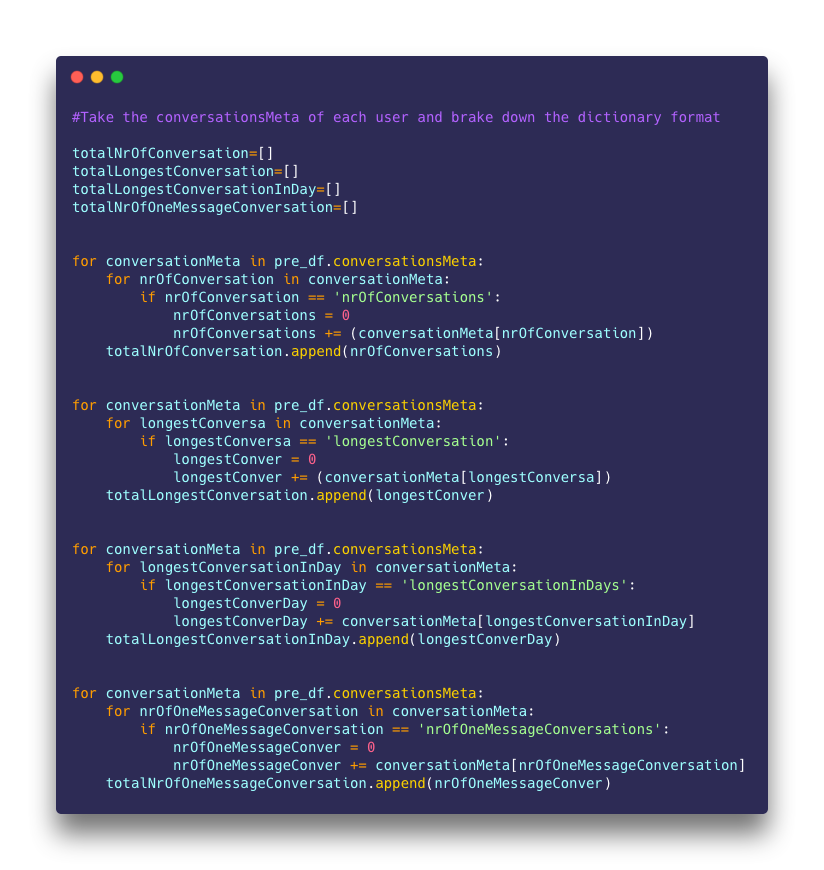 #Take the conversationsMeta of each user and brake down the dictionary format
totalNrOfConversation=[]
totalLongestConversation=[]
totalLongestConversationInDay=[]
totalNrOfOneMessageConversation=[]
for conversationMeta in pre_df.conversationsMeta:
    for nrOfConversation in conversationMeta:
        if nrOfConversation == 'nrOfConversations':
            nrOfConversations = 0
            nrOfConversations += (conversationMeta[nrOfConversation])
    totalNrOfConversation.append(nrOfConversations)
for conversationMeta in pre_df.conversationsMeta:
    for longestConversa in conversationMeta:
        if longestConversa == 'longestConversation':
            longestConver = 0
            longestConver += (conversationMeta[longestConversa])
    totalLongestConversation.append(longestConver)
for conversationMeta in pre_df.conversationsMeta:
    for longestConversationInDay in conversationMeta:
        if longestConversationInDay == 'longestConversationInDays':
            longestConverDay = 0
            longestConverDay += conversationMeta[longestConversationInDay]
    totalLongestConversationInDay.append(longestConverDay)
for conversationMeta in pre_df.conversationsMeta:
    for nrOfOneMessageConversation in conversationMeta:
        if nrOfOneMessageConversation == 'nrOfOneMessageConversations':
            nrOfOneMessageConver = 0
            nrOfOneMessageConver += conversationMeta[nrOfOneMessageConversation]
    totalNrOfOneMessageConversation.append(nrOfOneMessageConver)